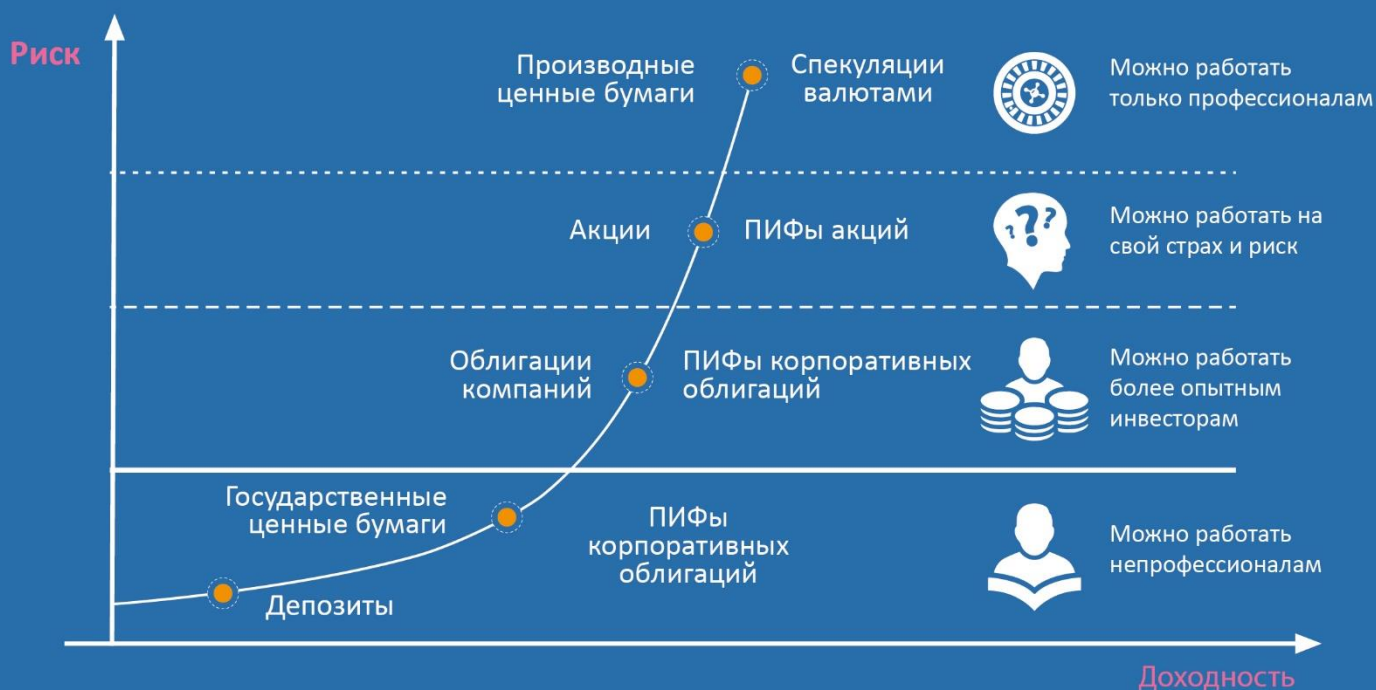 Риск
Производные
ценные бумаги
Спекуляции
валютами
Можно работать
только профессионалам
Акции
ПИФы акций
Можно работать на
свой страх и риск
Облигации
компаний
ПИФы корпоративных
облигаций
Можно работать
более опытным
инвесторам
Государственные
ценные бумаги
ПИФы
корпоративных
облигаций
Можно работать
непрофессионалам
Депозиты
Доходность